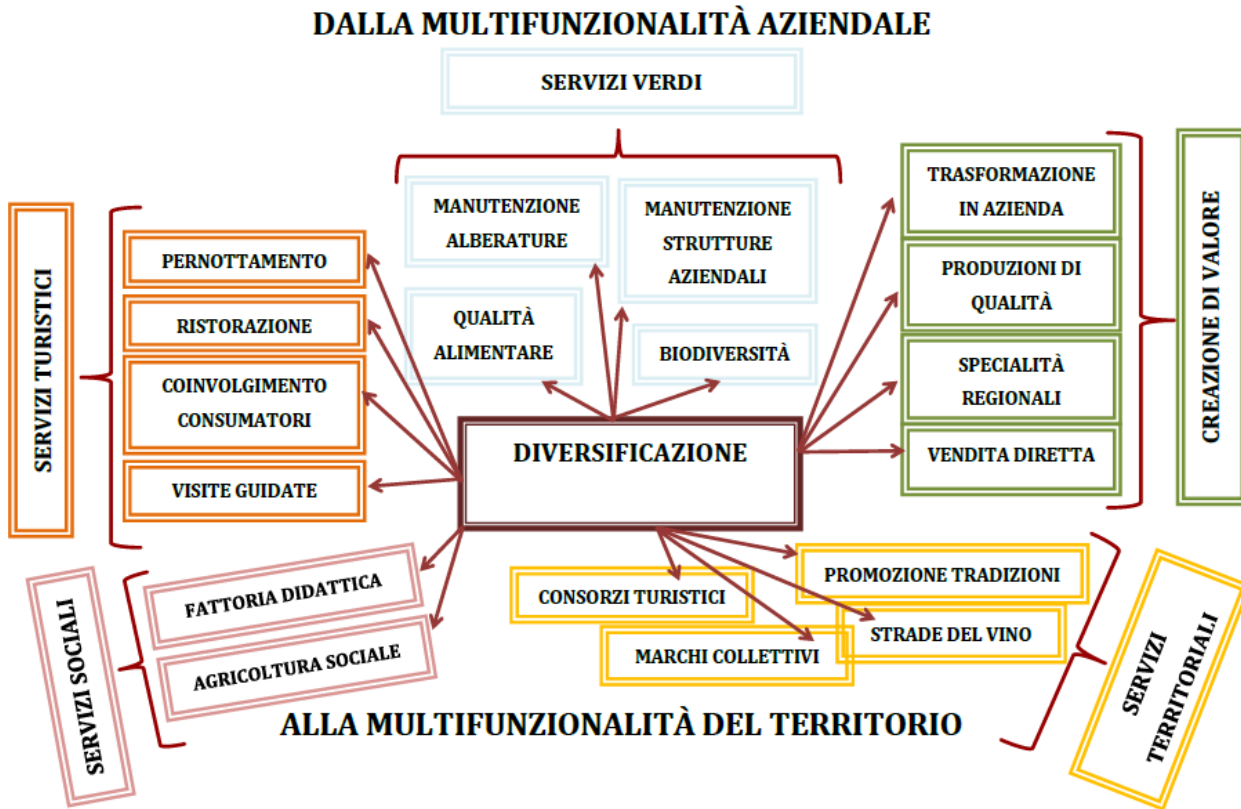 DALLA MULTIFUNZIONALITÀ AZIENDALE
SERVIZI VERDI
MANUTENZIONE
ALBERATURE
MANUTENZIONE
STRUTTURE
AZIENDALI
QUALITÀ
ALIMENTARE
BIODIVERSITÀ
SERVIZI TURISTICI
PERNOTTAMENTO
RISTORAZIONE
COINVOLGIMENTO
CONSUMATORI
VISITE GUIDATE
DIVERSIFICAZIONE
TRASFORMAZIONE
IN AZIENDA
PRODUZIONI DI
QUALITÀ
SPECIALITÀ
REGIONALI
VENDITA DIRETTA
CREAZIONE DI VALORE
SERVIZI SOCIALI
FATTORIA DIDATTICA
AGRICOLTURA SOCIALE
CONSORZI TURISTICI
MARCHI COLLETTIVI
PROMOZIONE TRADIZIONI
STRADE DEL VINO
SERVIZI
TERRITORIALI
ALLA MULTIFUNZIONALITÀ DEL TERRITORIO